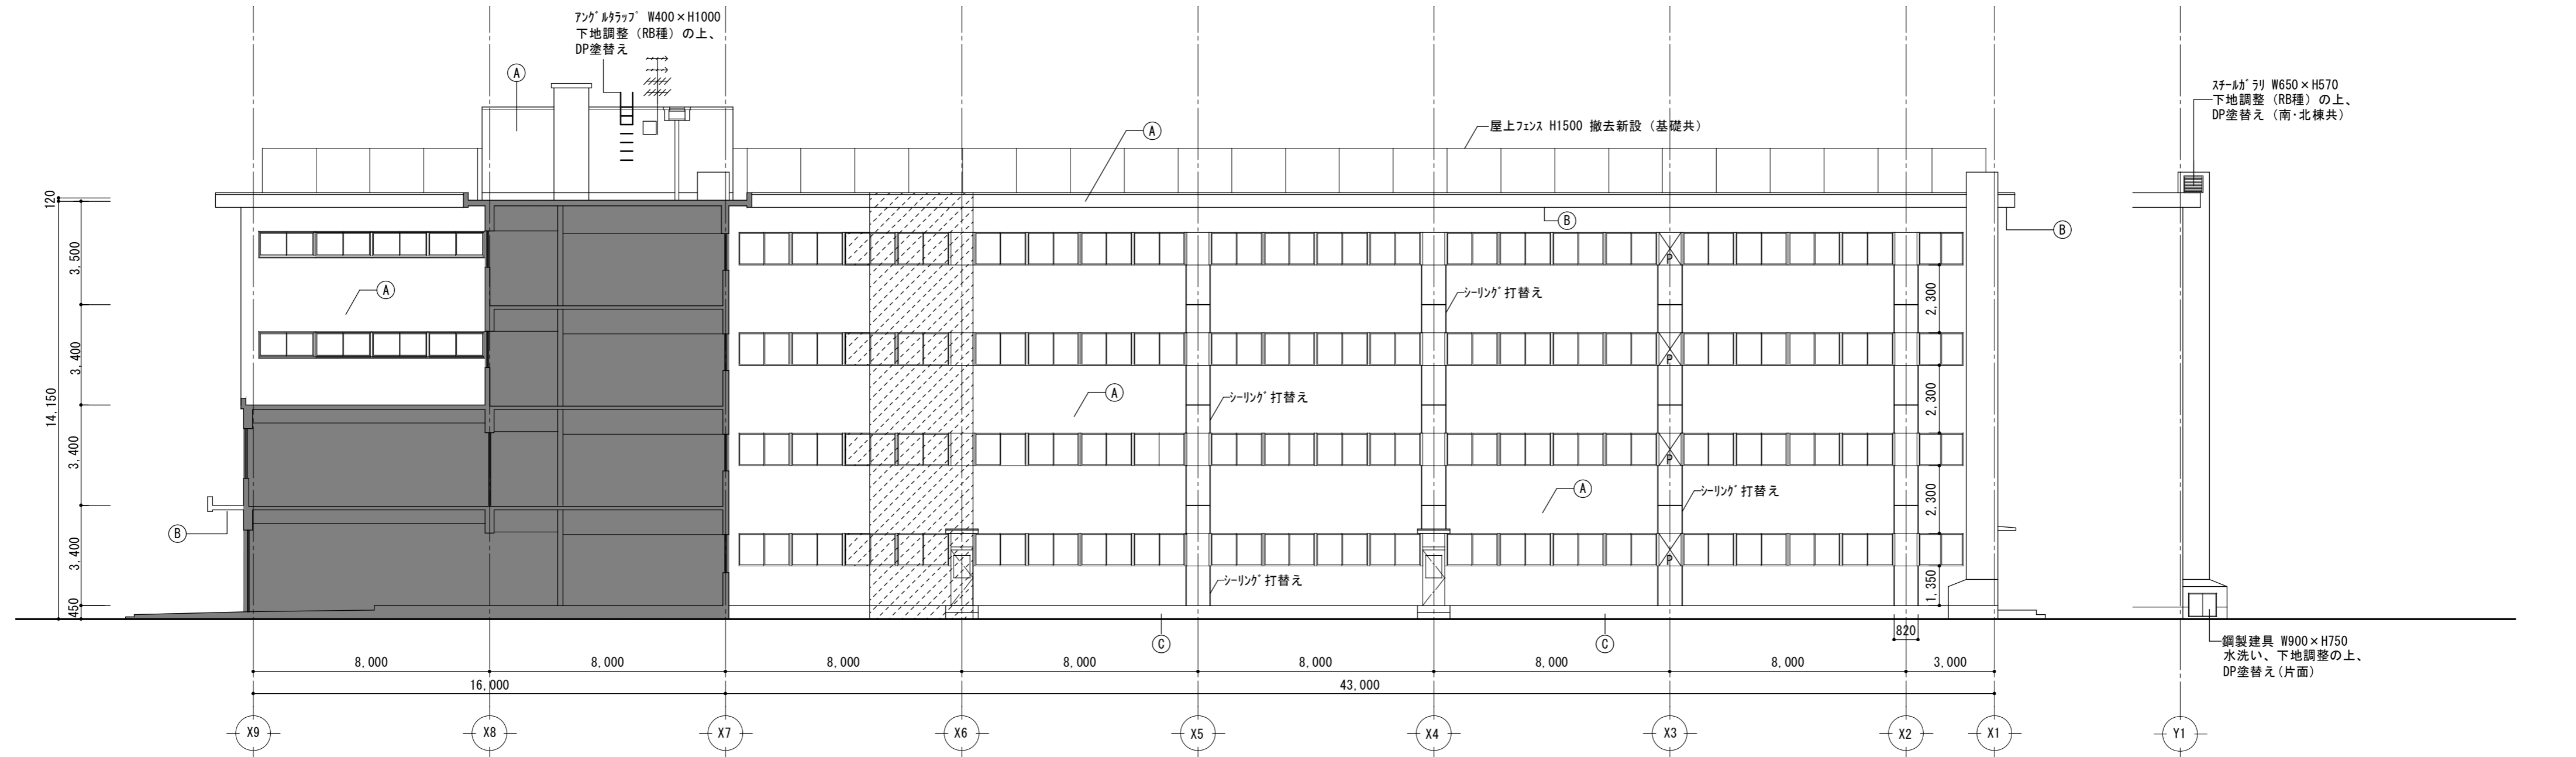 アングルタラップ W400×H1000
下地調整（RB種）の上、
DP塗替え
A
スチールガラリ W650×H570
下地調整（RB種）の上、
DP塗替え（南・北棟共）
屋上フェンス H1500 撤去新設（基礎共）
A
120
B
B
3,500
A
シーリング打替え
2,300
P
3,400
P
14,150
A
シーリング打替え
2,300
3,400
P
A
シーリング打替え
2,300
B
3,400
P
シーリング打替え
1,350
450
C
C
820
鋼製建具 W900×H750
水洗い、下地調整の上、
DP塗替え(片面)
8,000
8,000
8,000
8,000
8,000
8,000
8,000
3,000
16,000
43,000
X9
X8
X7
X6
X5
X4
X3
X2
X1
Y1